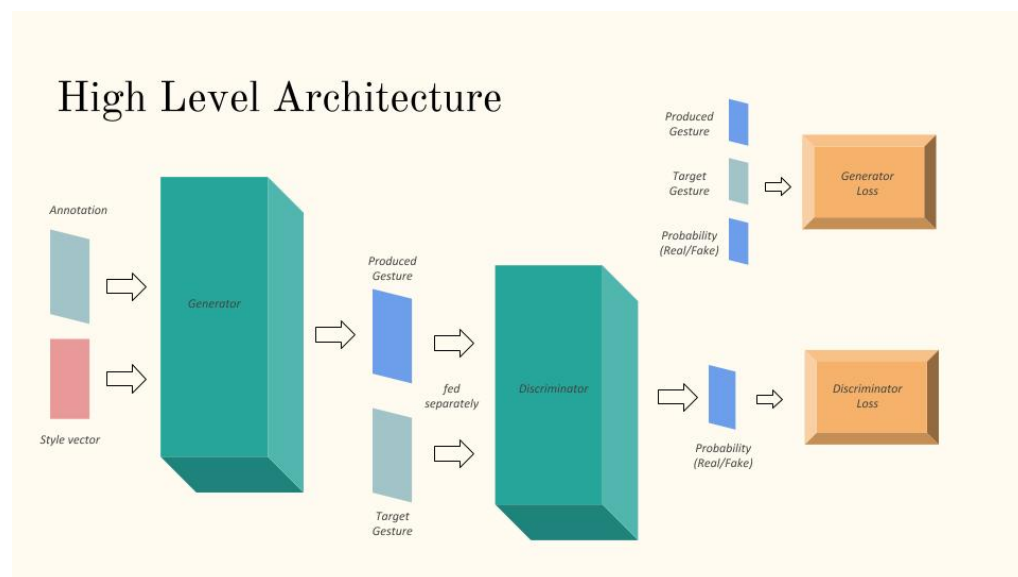 High Level Architecture
Annotation
Style vector
Generator
Produced
Gesture
fed
separately
Target
Gesture
Discriminator
Probability
(Real/Fake)
Discriminator
Loss
Produced
Gesture
Target
Gesture
Probability
(Real/Fake)
Generator
Loss